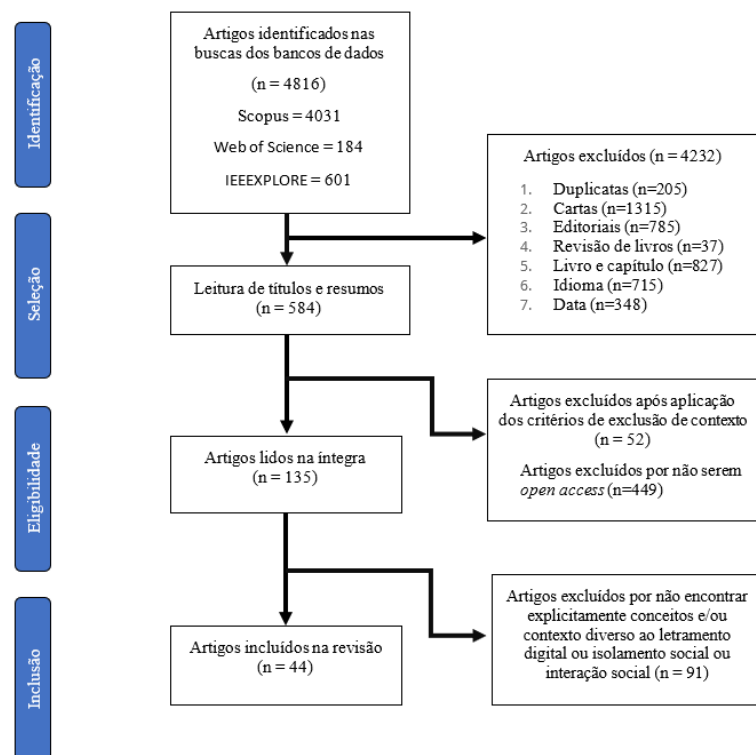 Identificação
Artigos identificados nas
buscas dos bancos de dados
(n = 4816)
Scopus = 4031
Web of Science = 184
IEEEXPLORE = 601
Artigos excluídos (n = 4232)
1. Duplicatas (n=205)
2. Cartas (n=1315)
3. Editoriais (n=785)
4. Revisão de livros (n=37)
5. Livro e capítulo (n=827)
6. Idioma (n=715)
7. Data (n=348)
Seleção
Leitura de títulos e resumos
(n = 584)
Artigos excluídos após aplicação
dos critérios de exclusão de contexto
(n = 52)
Artigos excluídos por não serem
open access (n=449)
Eligibilidade
Artigos lidos na íntegra
(n = 135)
Artigos excluídos por não encontrar
explicitamente conceitos e/ou
contexto diverso ao letramento
digital ou isolamento social ou
interação social (n = 91)
Inclusão
Artigos incluídos na revisão
(n = 44)